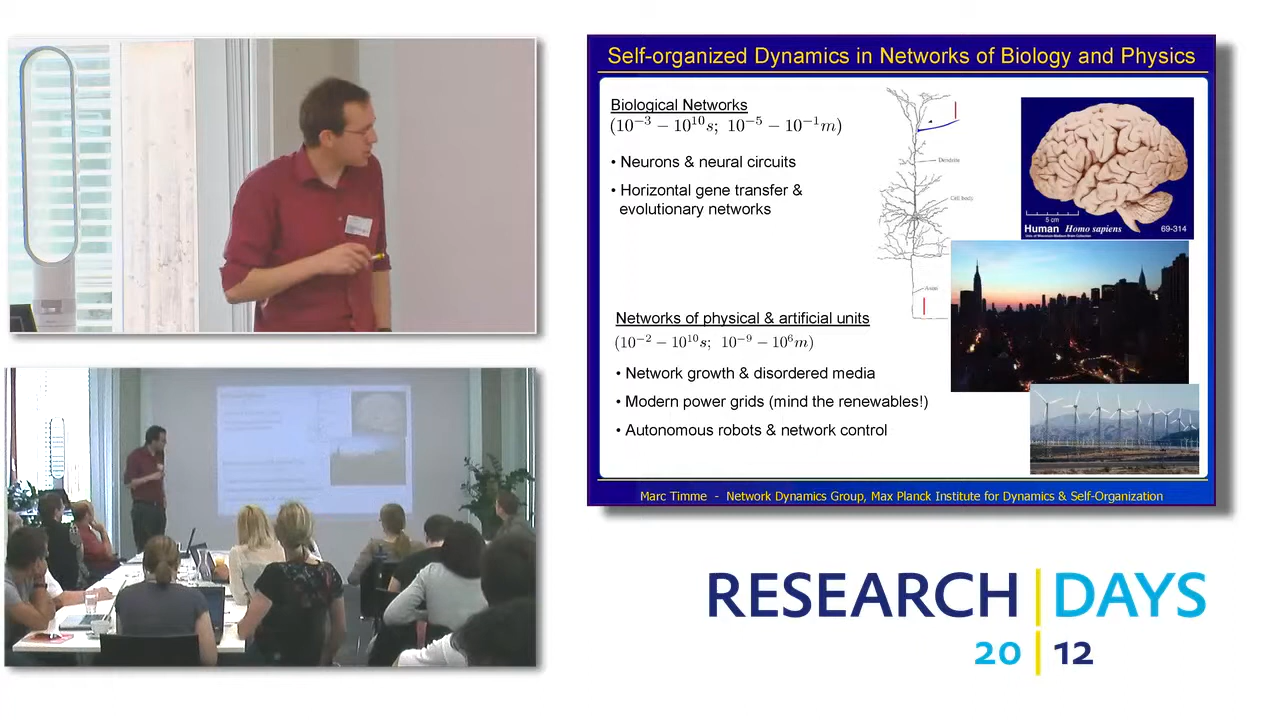 Self-organized Dynamics in Networks of Biology and Physics
Biological Networks
(10⁻³ − 10¹⁰s; 10⁻⁵ − 10⁻¹m)
• Neurons & neural circuits
• Horizontal gene transfer &
evolutionary networks
Dendrite
Cell body
Axon
5 cm
Human Homo sapiens 69-314
Networks of physical & artificial units
(10⁻² − 10¹⁰s; 10⁻⁹ − 10⁶m)
• Network growth & disordered media
• Modern power grids (mind the renewables!)
• Autonomous robots & network control
Marc Timme - Network Dynamics Group, Max Planck Institute for Dynamics & Self-Organization
RESEARCH DAYS
20 12